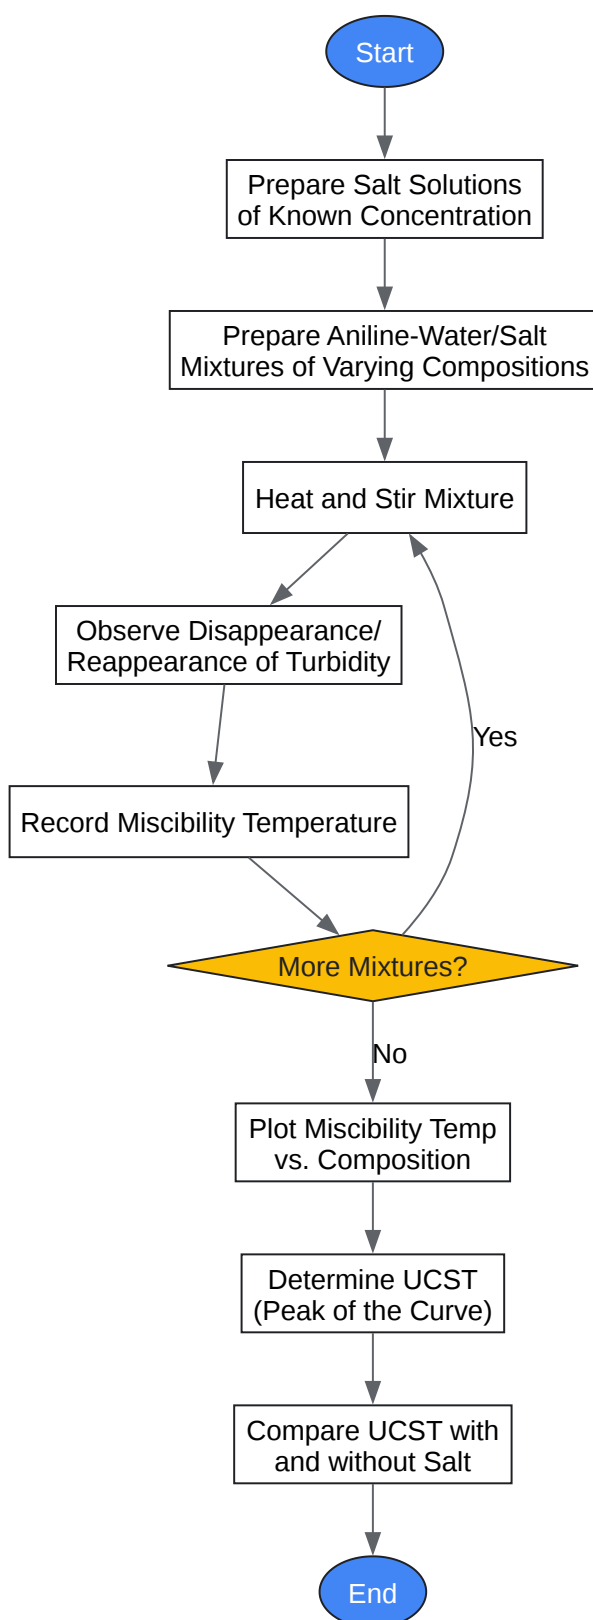 Start
Prepare Salt Solutions
of Known Concentration
Prepare Aniline-Water/Salt
Mixtures of Varying Compositions
Heat and Stir Mixture
Observe Disappearance/
Reappearance of Turbidity
Yes
Record Miscibility Temperature
More Mixtures?
No
Plot Miscibility Temp
vs. Composition
Determine UCST
(Peak of the Curve)
Compare UCST with
and without Salt
End